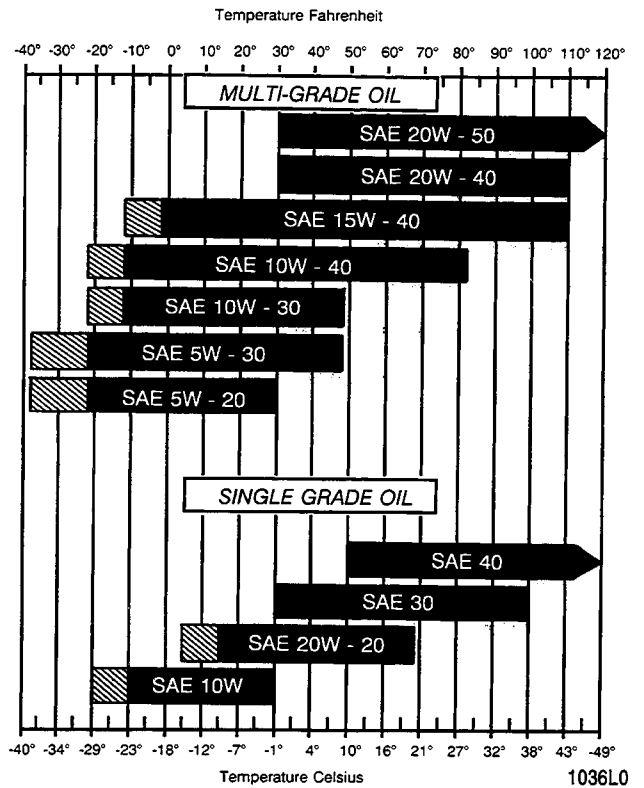 Temperature Fahrenheit
-40° -30° -20° -10° 0° 10° 20° 30° 40° 50° 60° 70° 80° 90° 100° 110° 120°
MULTI-GRADE OIL
SAE 20W - 50
SAE 20W - 40
SAE 15W - 40
SAE 10W - 40
SAE 10W - 30
SAE 5W - 30
SAE 5W - 20
SINGLE GRADE OIL
SAE 40
SAE 30
SAE 20W - 20
SAE 10W
-40° -34° -29° -23° -18° -12° -7° -1° 4° 10° 16° 21° 27° 32° 38° 43° -49°
Temperature Celsius
1036L0